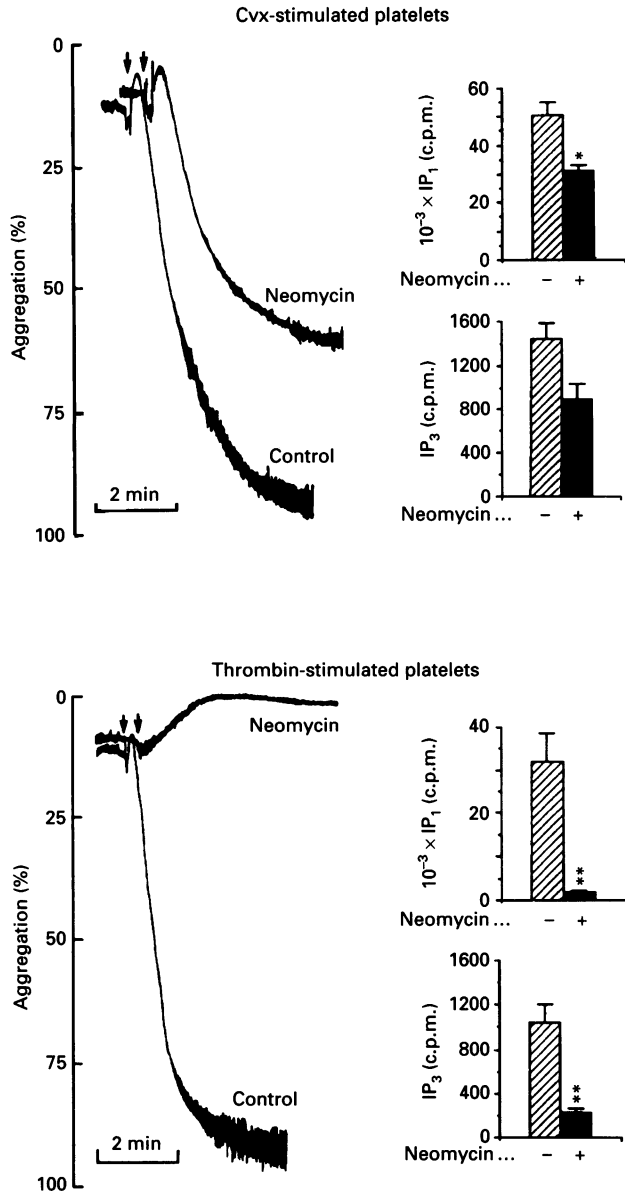 Cvx-stimulated platelets
Aggregation (%)
0
25
50
75
100
Neomycin
Control
2 min
10⁻³ × IP₁ (c.p.m.)
60
40
20
0
Neomycin ... − +
IP₃ (c.p.m.)
1600
1200
800
400
0
Neomycin ... − +
*
Thrombin-stimulated platelets
Aggregation (%)
0
25
50
75
100
Neomycin
Control
2 min
10⁻³ × IP₁ (c.p.m.)
40
20
0
**
Neomycin ... − +
IP₃ (c.p.m.)
1600
1200
800
400
0
**
Neomycin ... − +